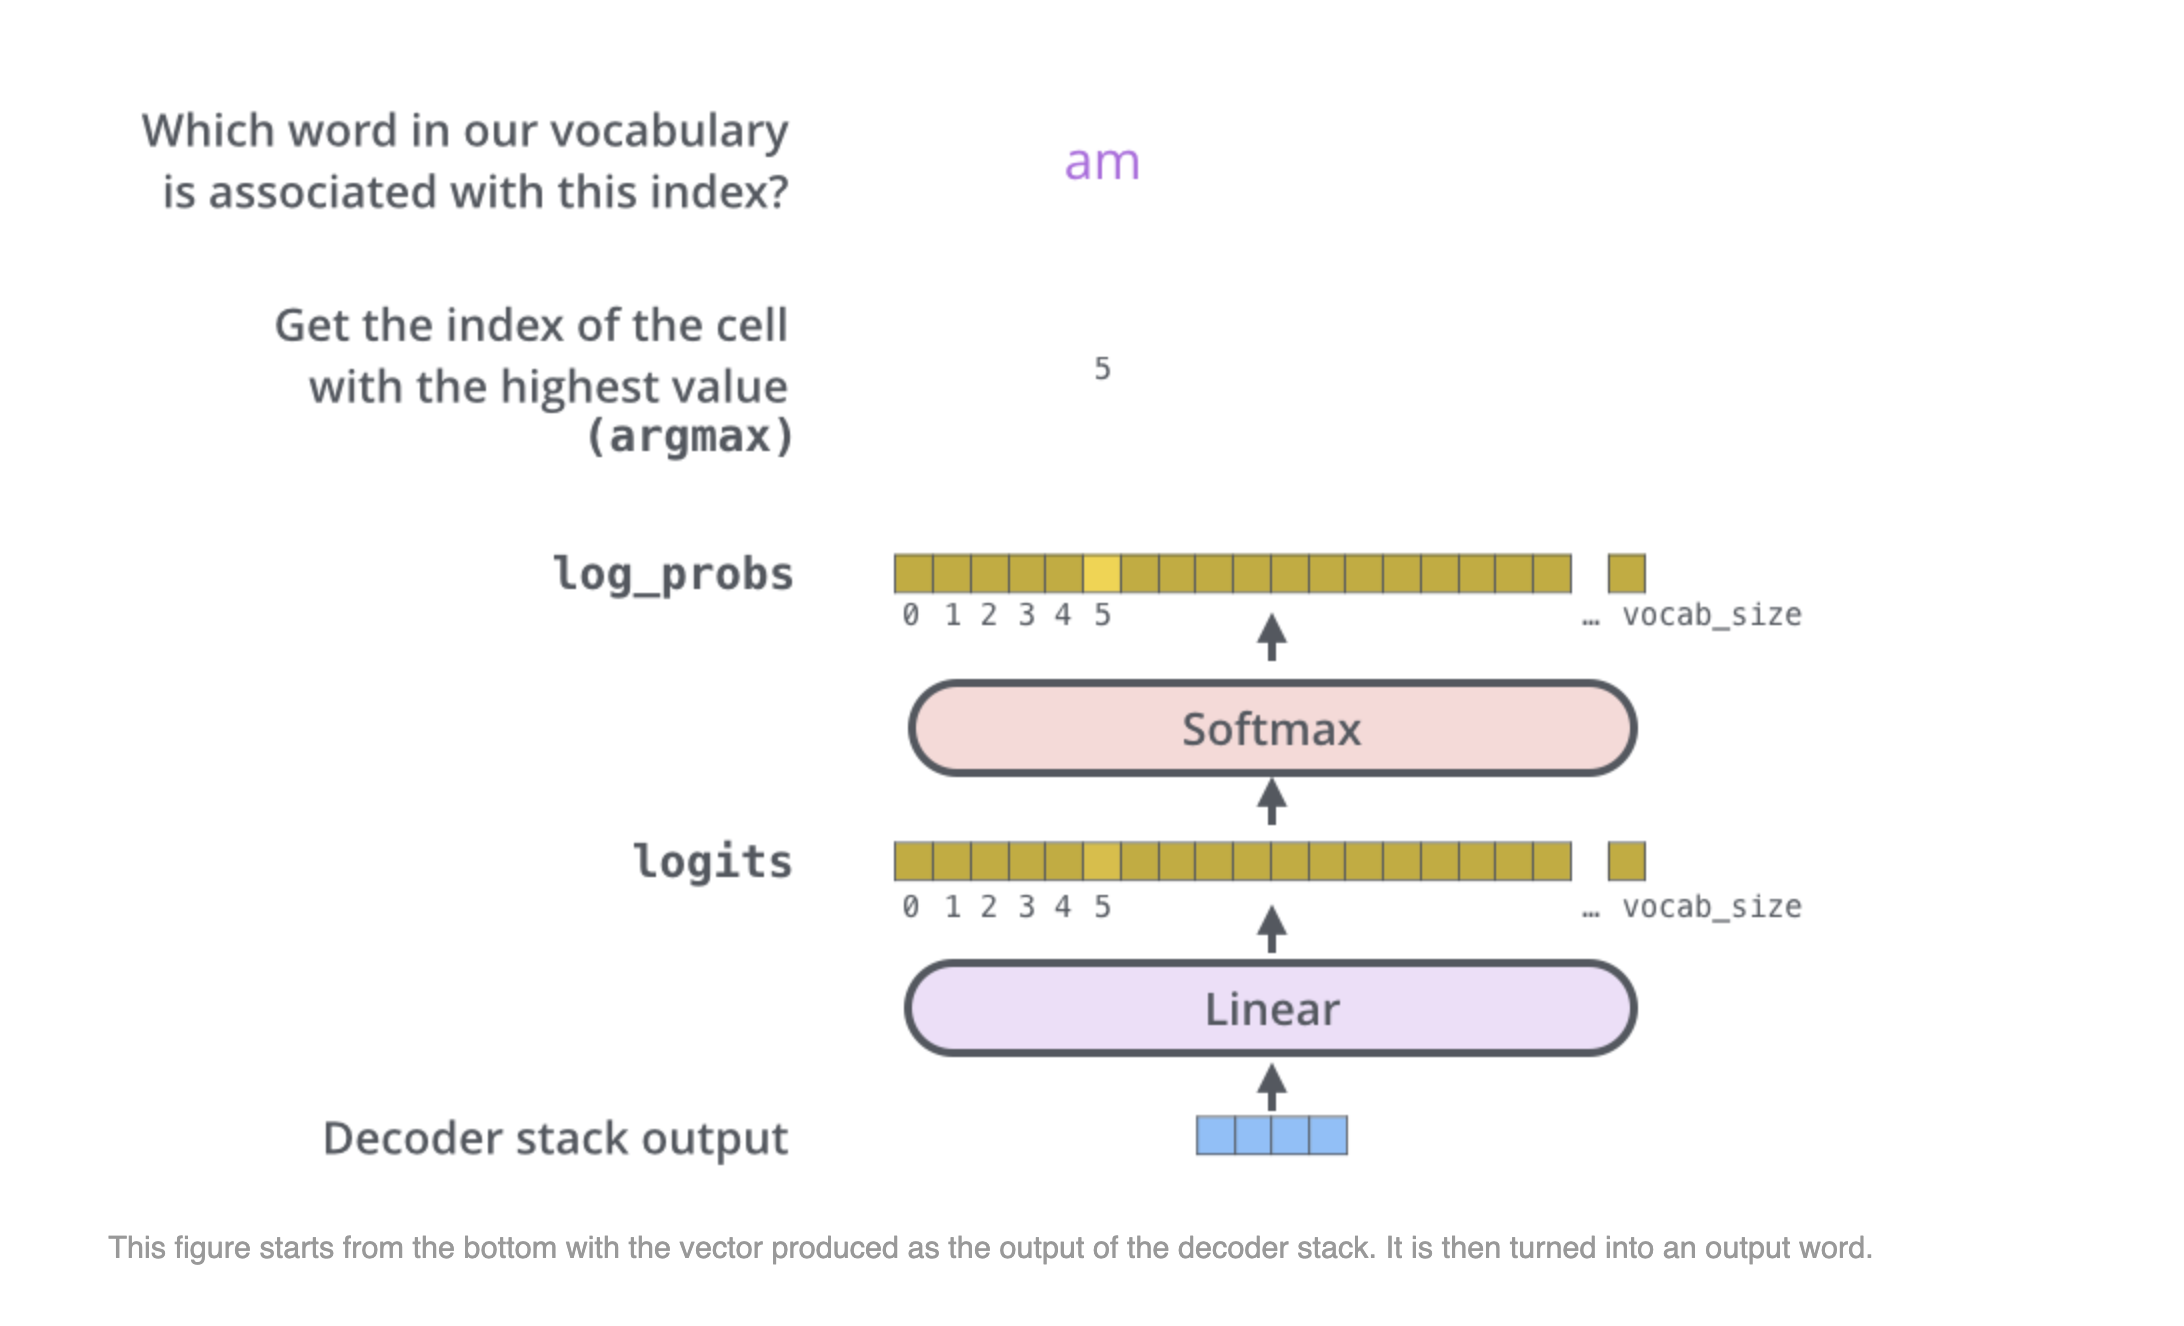 Which word in our vocabulary
is associated with this index?
am
Get the index of the cell
with the highest value
(argmax)
5
log_probs
0 1 2 3 4 5 … vocab_size
Softmax
logits
0 1 2 3 4 5 … vocab_size
Linear
Decoder stack output
This figure starts from the bottom with the vector produced as the output of the decoder stack. It is then turned into an output word.